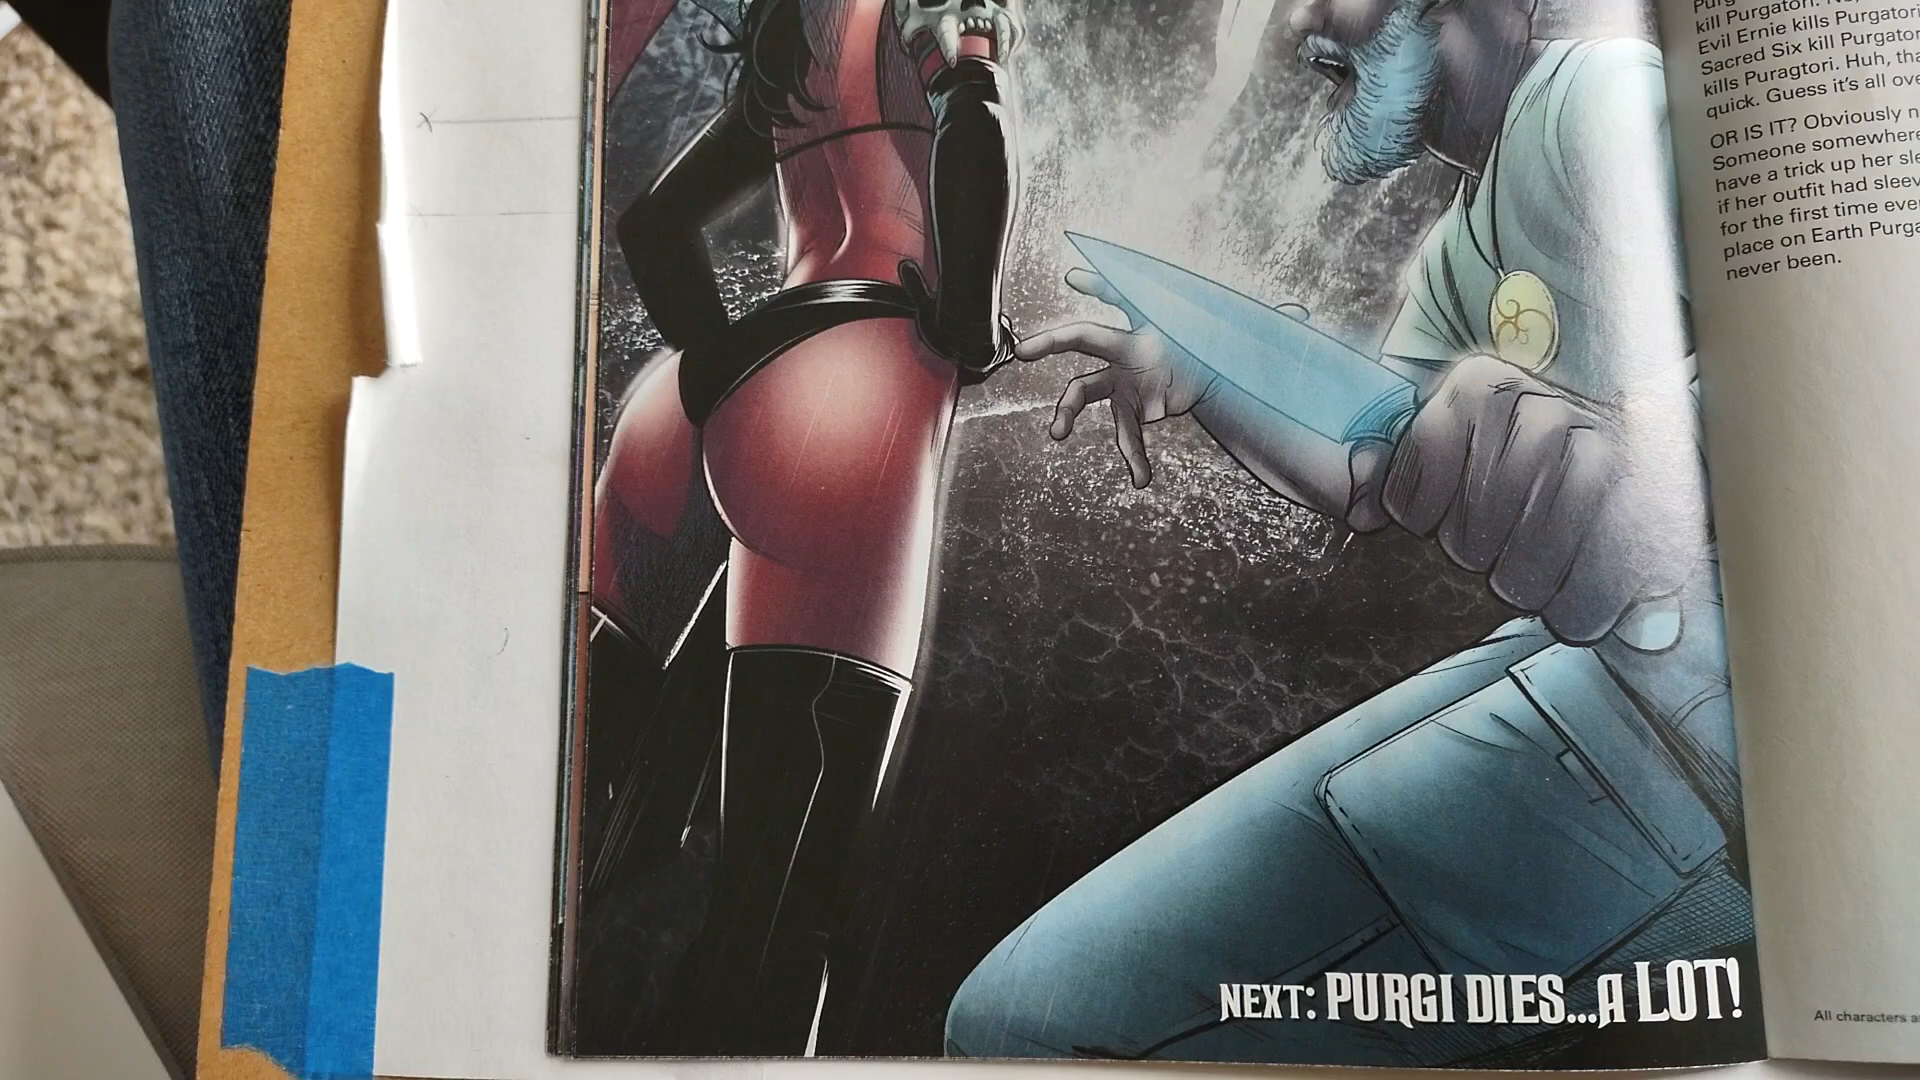 kill Purgatori. No,
Evil Ernie kills Purgatori
Sacred Six kill Purgator
kills Puragtori. Huh, tha
quick. Guess it's all ove
OR IS IT? Obviously n
Someone somewhere
have a trick up her sle
if her outfit had sleev
for the first time eve
place on Earth Purga
never been.
NEXT: PURGI DIES...A LOT!
All characters a